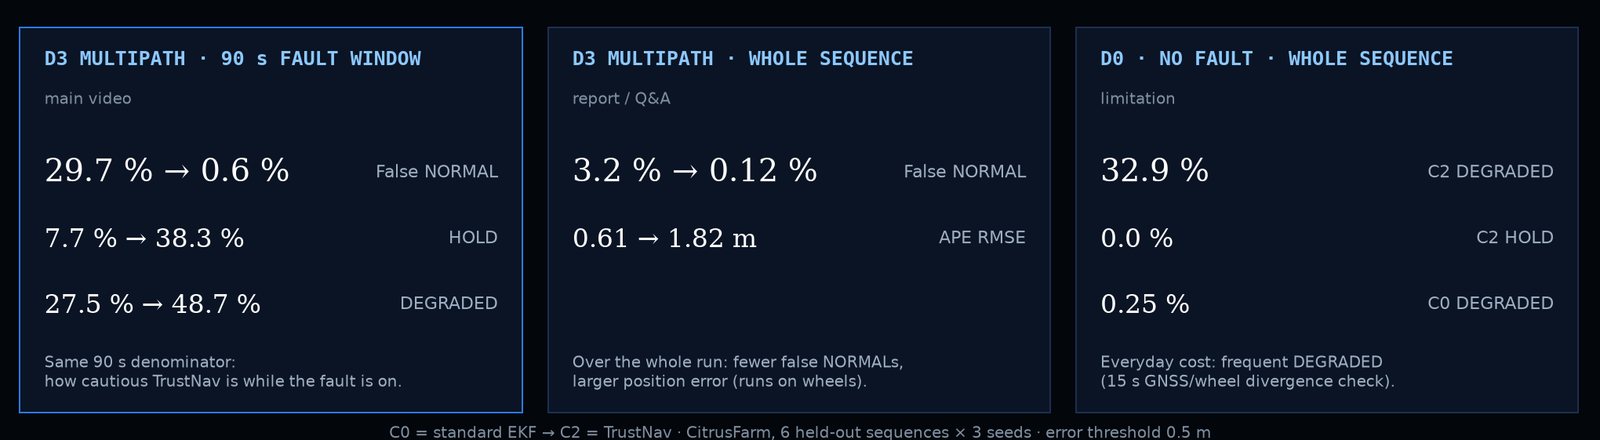 D3 MULTIPATH · 90 s FAULT WINDOW
main video
29.7 % → 0.6 % False NORMAL
7.7 % → 38.3 % HOLD
27.5 % → 48.7 % DEGRADED
Same 90 s denominator:
how cautious TrustNav is while the fault is on.
D3 MULTIPATH · WHOLE SEQUENCE
report / Q&A
3.2 % → 0.12 % False NORMAL
0.61 → 1.82 m APE RMSE
Over the whole run: fewer false NORMALs,
larger position error (runs on wheels).
D0 · NO FAULT · WHOLE SEQUENCE
limitation
32.9 % C2 DEGRADED
0.0 % C2 HOLD
0.25 % C0 DEGRADED
Everyday cost: frequent DEGRADED
(15 s GNSS/wheel divergence check).
C0 = standard EKF → C2 = TrustNav · CitrusFarm, 6 held-out sequences × 3 seeds · error threshold 0.5 m